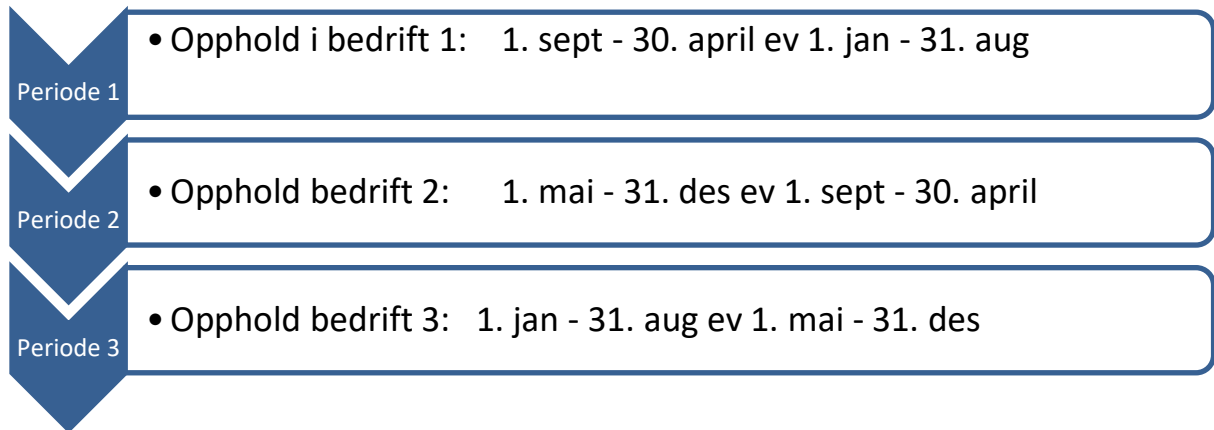 Periode 1
• Opphold i bedrift 1: 1. sept - 30. april ev 1. jan - 31. aug
Periode 2
• Opphold bedrift 2: 1. mai - 31. des ev 1. sept - 30. april
Periode 3
• Opphold bedrift 3: 1. jan - 31. aug ev 1. mai - 31. des